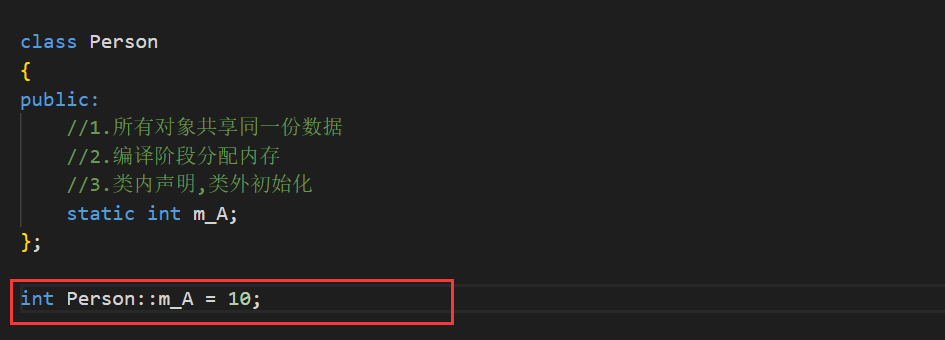 class Person
{
public:
    //1.所有对象共享同一份数据
    //2.编译阶段分配内存
    //3.类内声明,类外初始化
    static int m_A;
};
int Person::m_A = 10;